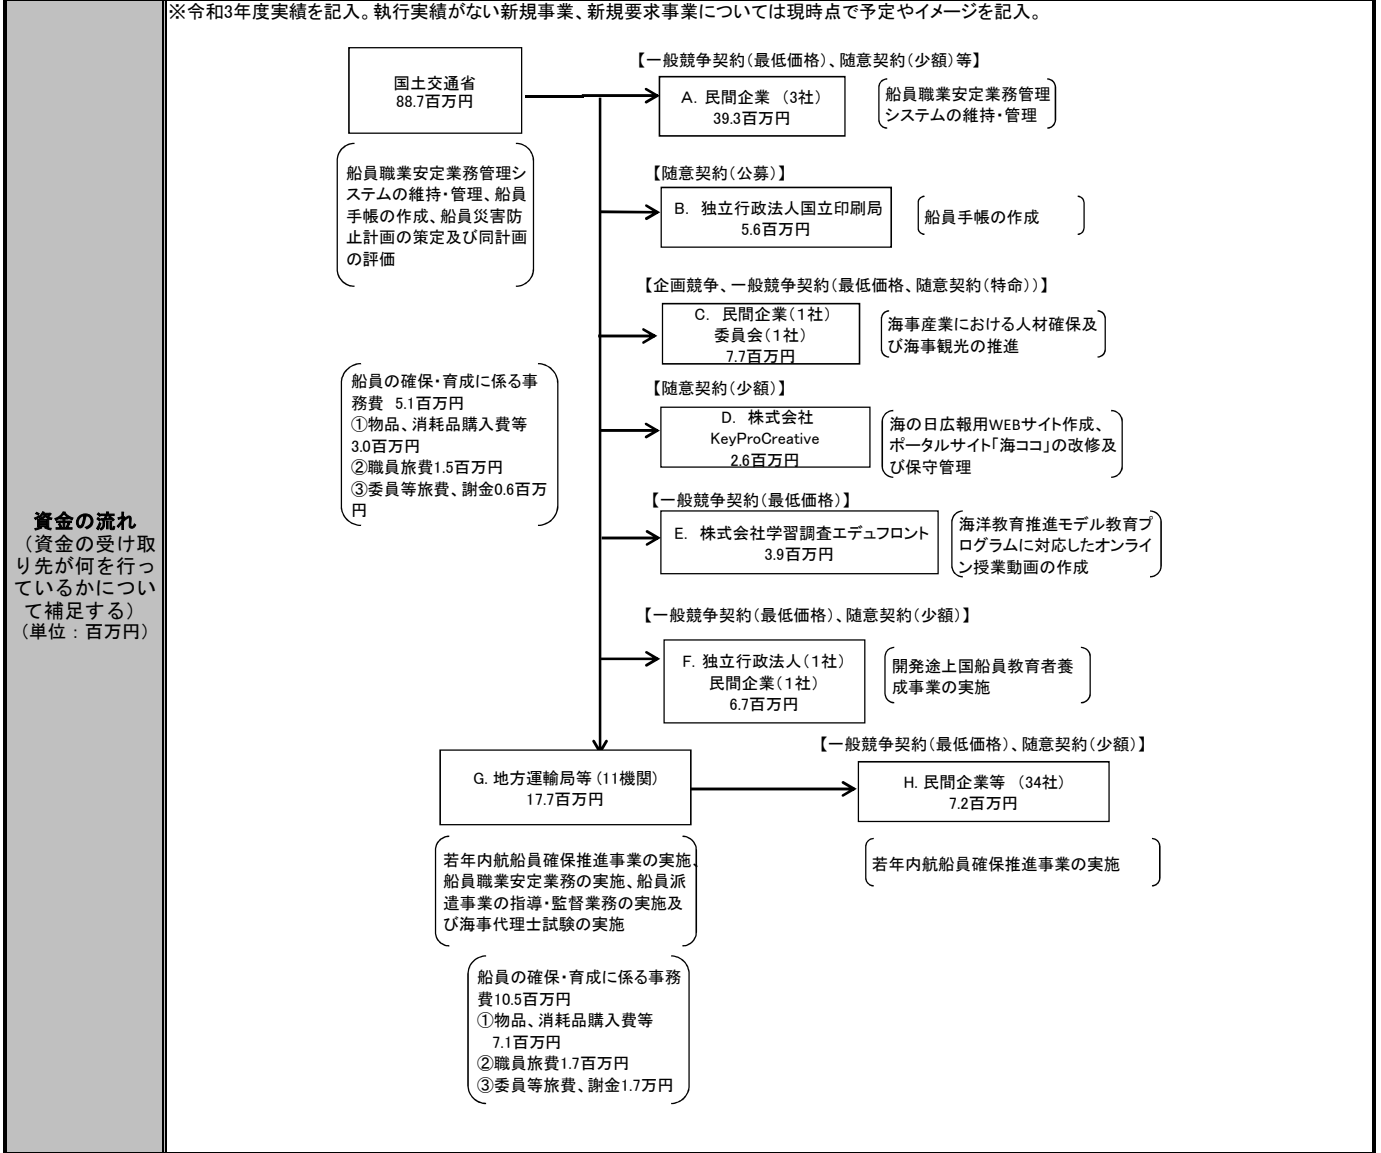 ※令和3年度実績を記入。執行実績がない新規事業、新規要求事業については現時点で予定やイメージを記入。
資金の流れ
（資金の受け取
り先が何を行っ
ているかについ
て補足する）
（単位：百万円）
国土交通省
88.7百万円
船員職業安定業務管理シ
ステムの維持・管理、船員
手帳の作成、船員災害防
止計画の策定及び同計画
の評価
【一般競争契約(最低価格)、随意契約(少額)等】
A. 民間企業 （3社）
39.3百万円
船員職業安定業務管理
システムの維持・管理
【随意契約(公募)】
B. 独立行政法人国立印刷局
5.6百万円
船員手帳の作成
【企画競争、一般競争契約(最低価格、随意契約(特命))】
C. 民間企業(1社)
委員会(1社)
7.7百万円
海事産業における人材確保及
び海事観光の推進
船員の確保・育成に係る事
務費 5.1百万円
①物品、消耗品購入費等
3.0百万円
②職員旅費1.5百万円
③委員等旅費、謝金0.6百万
円
【随意契約(少額)】
D. 株式会社
KeyProCreative
2.6百万円
海の日広報用WEBサイト作成、
ポータルサイト「海ココ」の改修及
び保守管理
【一般競争契約(最低価格)】
E. 株式会社学習調査エデュフロント
3.9百万円
海洋教育推進モデル教育プ
ログラムに対応したオンライ
ン授業動画の作成
【一般競争契約(最低価格)、随意契約(少額)】
F. 独立行政法人(1社)
民間企業(1社)
6.7百万円
開発途上国船員教育者養
成事業の実施
G. 地方運輸局等 (11機関)
17.7百万円
【一般競争契約(最低価格)、随意契約(少額)】
H. 民間企業等 （34社）
7.2百万円
若年内航船員確保推進事業の実施、
船員職業安定業務の実施、船員派
遣事業の指導・監督業務の実施及
び海事代理士試験の実施
若年内航船員確保推進事業の実施
船員の確保・育成に係る事務
費10.5百万円
①物品、消耗品購入費等
7.1百万円
②職員旅費1.7百万円
③委員等旅費、謝金1.7万円